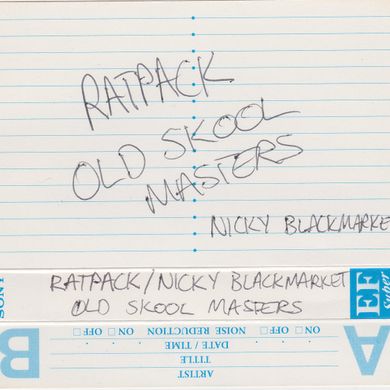 RATPACK
OLD SKOOL
MASTERS
NICKY BLACKMARKE
SONY
RATPACK/NICKY BLACKMARKET
OLD SKOOL MASTERS
EF
super
B
A
ON OFF NOISE REDUCTION ON OFF
DATE / TIME
TITLE
ARTIST